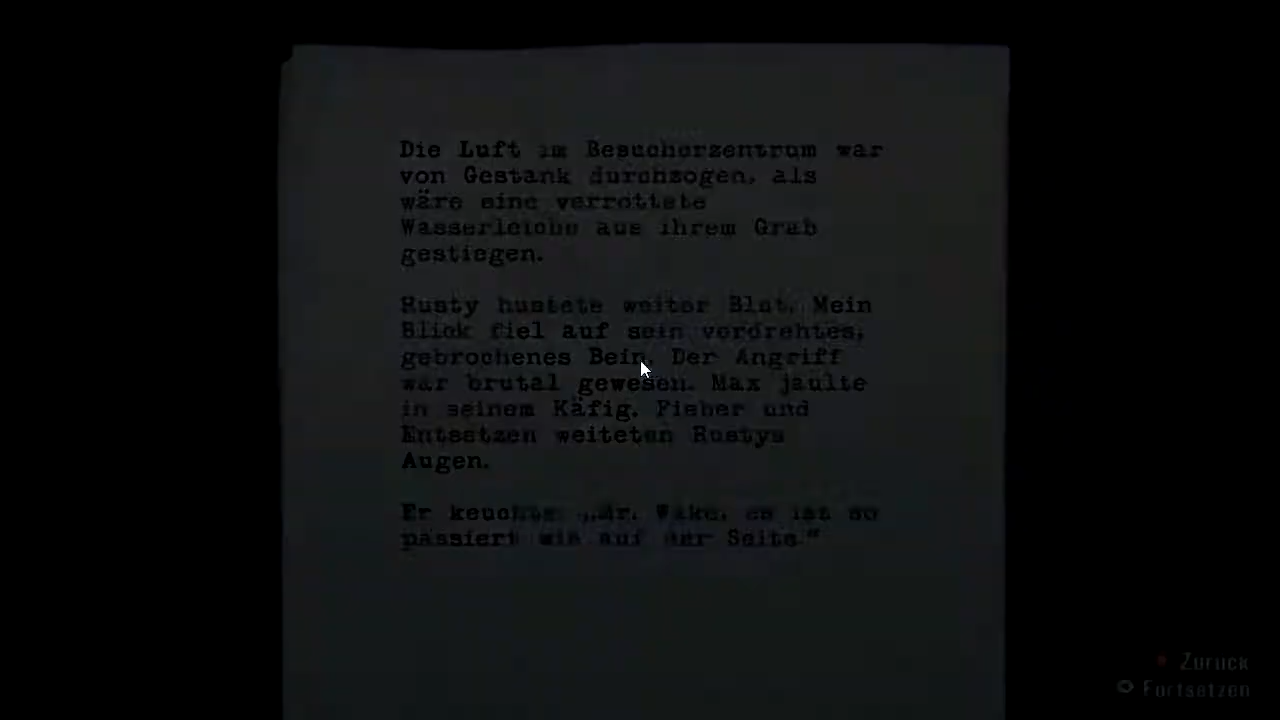 Die Luft im Besucherzentrum war
von Gestank durchzogen, als
wäre eine verrottete
Wasserleiche aus ihrem Grab
gestiegen.
Rusty hustete weiter Blut. Mein
Blick fiel auf sein verdrehtes,
gebrochenes Bein. Der Angriff
war brutal gewesen. Max jaulte
in seinem Käfig. Fieber und
Entsetzen weiteten Rustys
Augen.
Er keuchte: „Mr. Wake, es ist so
passiert wie auf der Seite“
Zurück
Fortsetzen